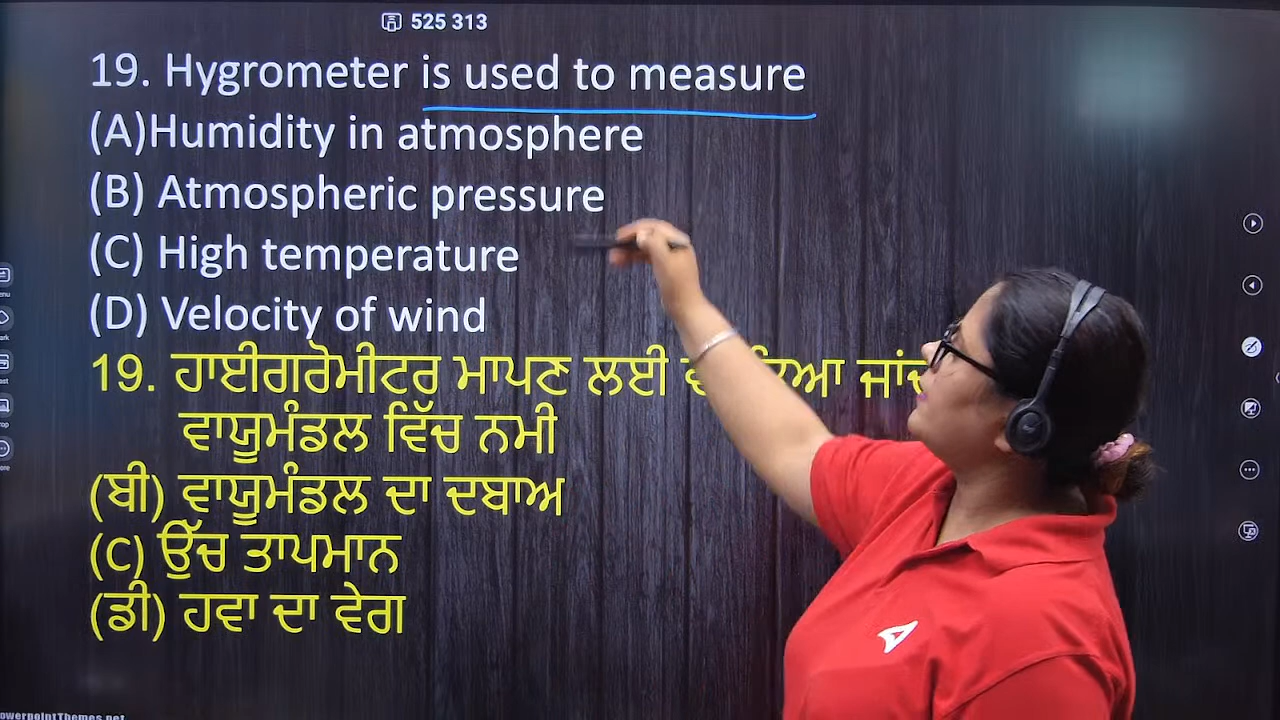 525 313
19. Hygrometer is used to measure
(A)Humidity in atmosphere
(B) Atmospheric pressure
(C) High temperature
(D) Velocity of wind
19. ਹਾਈਗਰੋਮੀਟਰ ਮਾਪਣ ਲਈ
ਵਾਯੂਮੰਡਲ ਵਿੱਚ ਨਮੀ
(ਬੀ) ਵਾਯੂਮੰਡਲ ਦਾ ਦਬਾਅ
(C) ਉੱਚ ਤਾਪਮਾਨ
(ਡੀ) ਹਵਾ ਦਾ ਵੇਗ